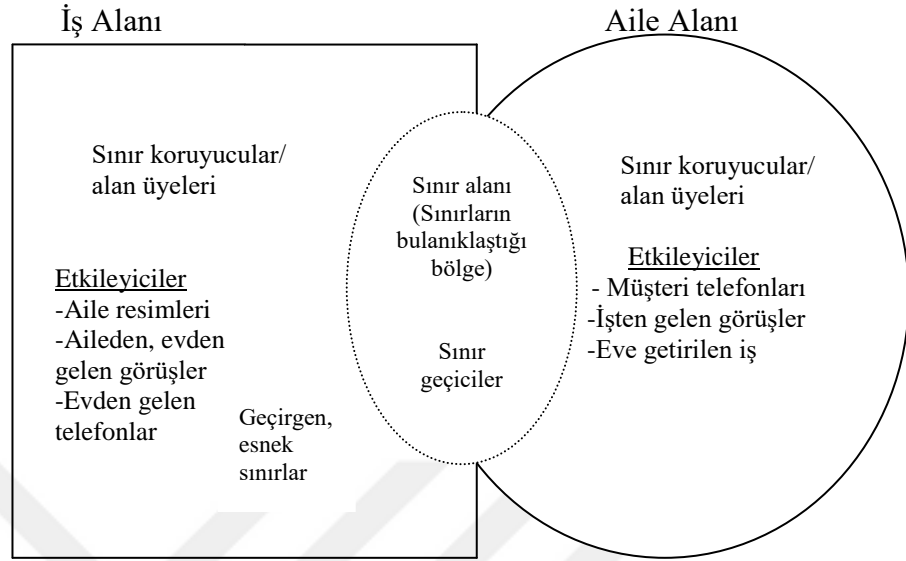 İş Alanı
Aile Alanı
Sınır koruyucular/
alan üyeleri
Etkileyiciler
-Aile resimleri
-Aileden, evden
gelen görüşler
-Evden gelen
telefonlar
Geçirgen,
esnek
sınırlar
Sınır alanı
(Sınırların
bulanıklaştığı
bölge)
Sınır
geçiciler
Sınır koruyucular/
alan üyeleri
Etkileyiciler
- Müşteri telefonları
-İşten gelen görüşler
-Eve getirilen iş